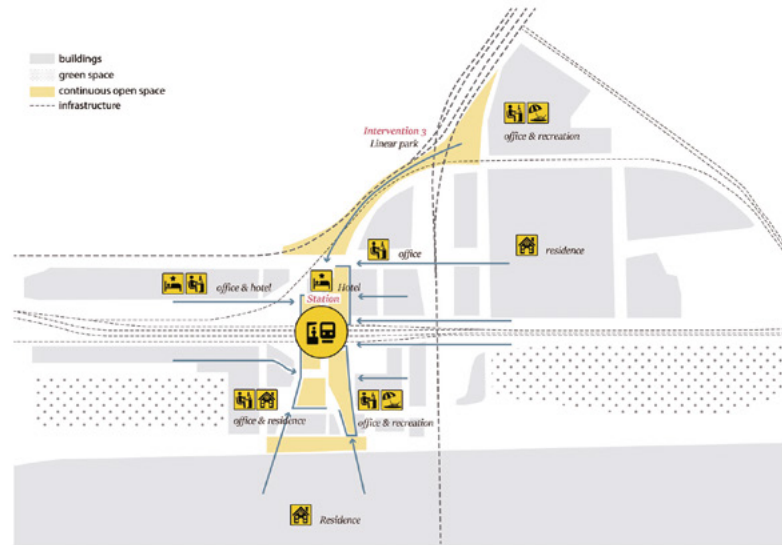 buildings
green space
continuous open space
infrastructure
Intervention 3
Linear park
office & recreation
office
residence
office & hotel
Hotel
Station
office & residence
office & recreation
Residence